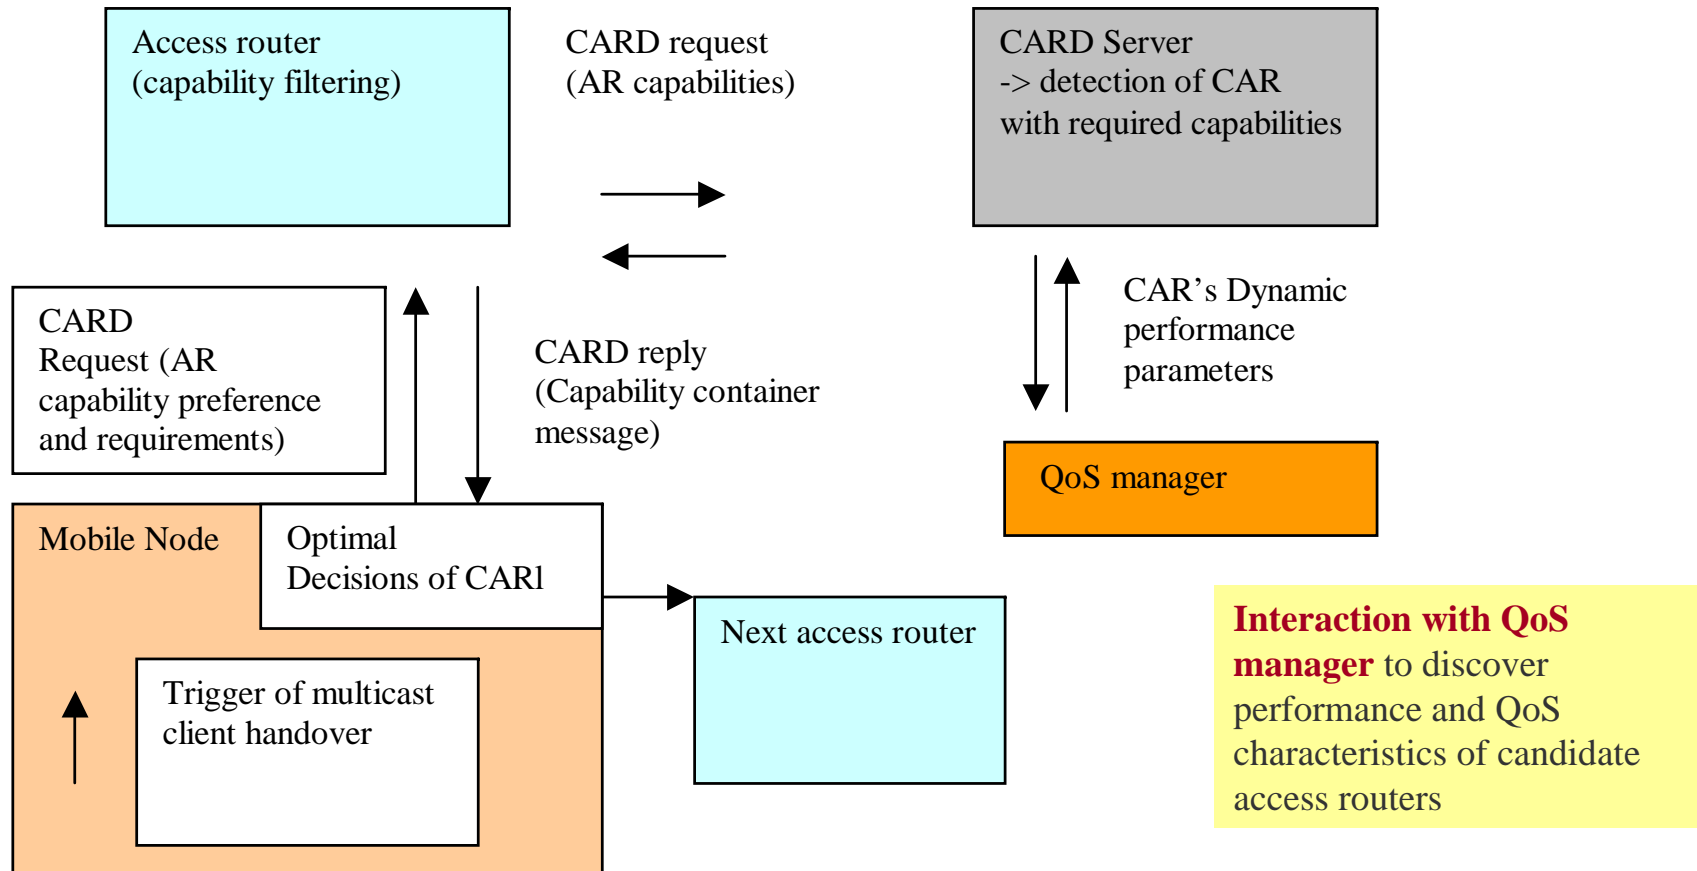 Access router
(capability filtering)
CARD request
(AR capabilities)
CARD Server
-> detection of CAR
with required capabilities
CARD
Request (AR
capability preference
and requirements)
CARD reply
(Capability container
message)
CAR’s Dynamic
performance
parameters
QoS manager
Mobile Node
Optimal
Decisions of CARl
Next access router
Trigger of multicast
client handover
Interaction with QoS
manager to discover
performance and QoS
characteristics of candidate
access routers